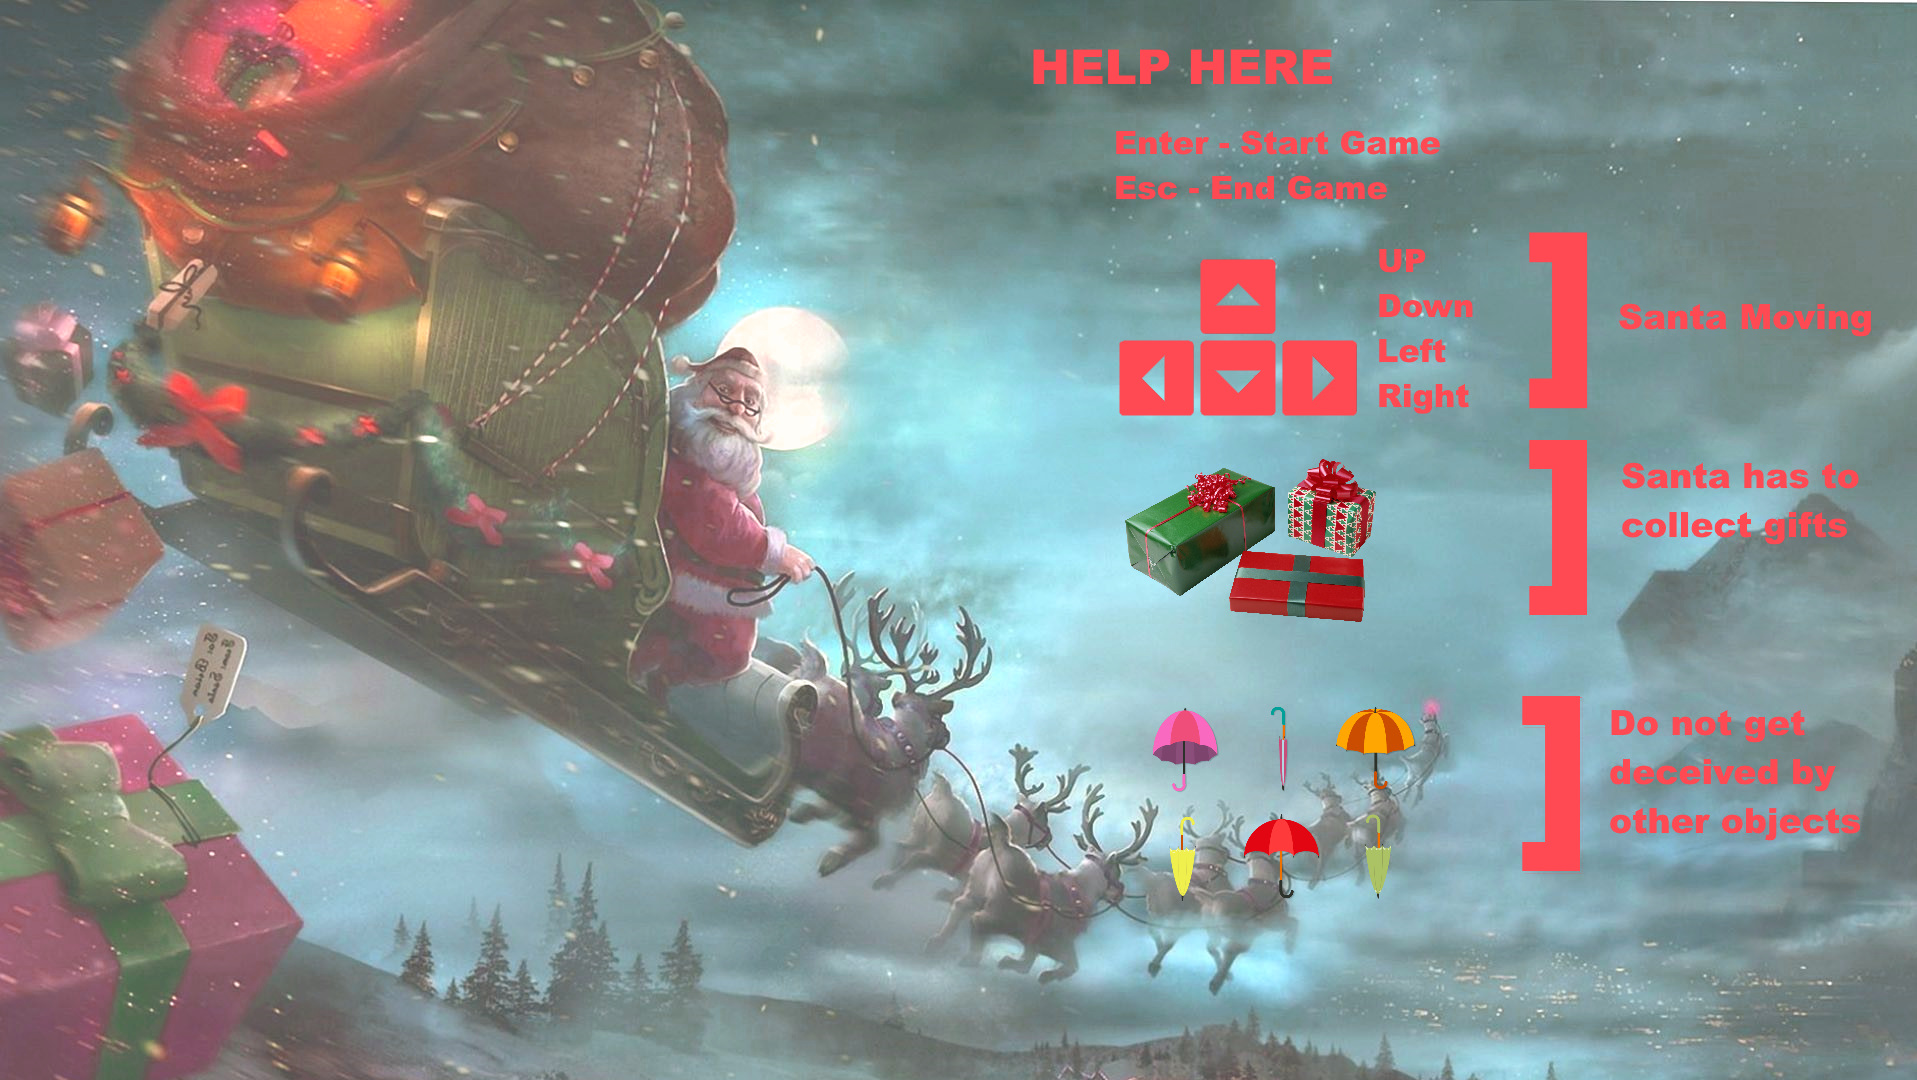 HELP HERE
Enter - Start Game
Esc - End Game
UP
Down
Left
Right
Santa Moving
Santa has to
collect gifts
Do not get
deceived by
other objects